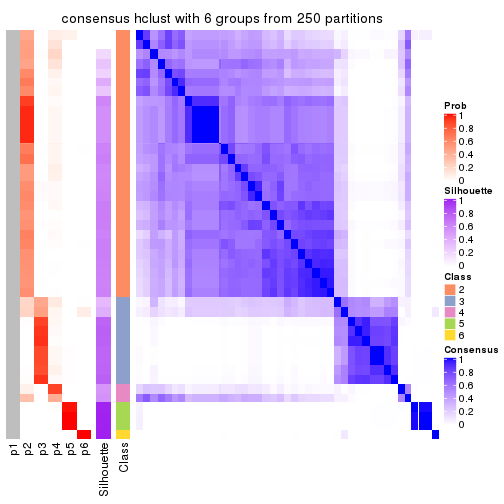 consensus hclust with 6 groups from 250 partitions
Prob
1
0.8
0.6
0.4
0.2
0
Silhouette
1
0.8
0.6
0.4
0.2
0
Class
2
3
4
5
6
Consensus
1
0.8
0.6
0.4
0.2
0
p1
p2
p3
p4
p5
p6
Silhouette
Class